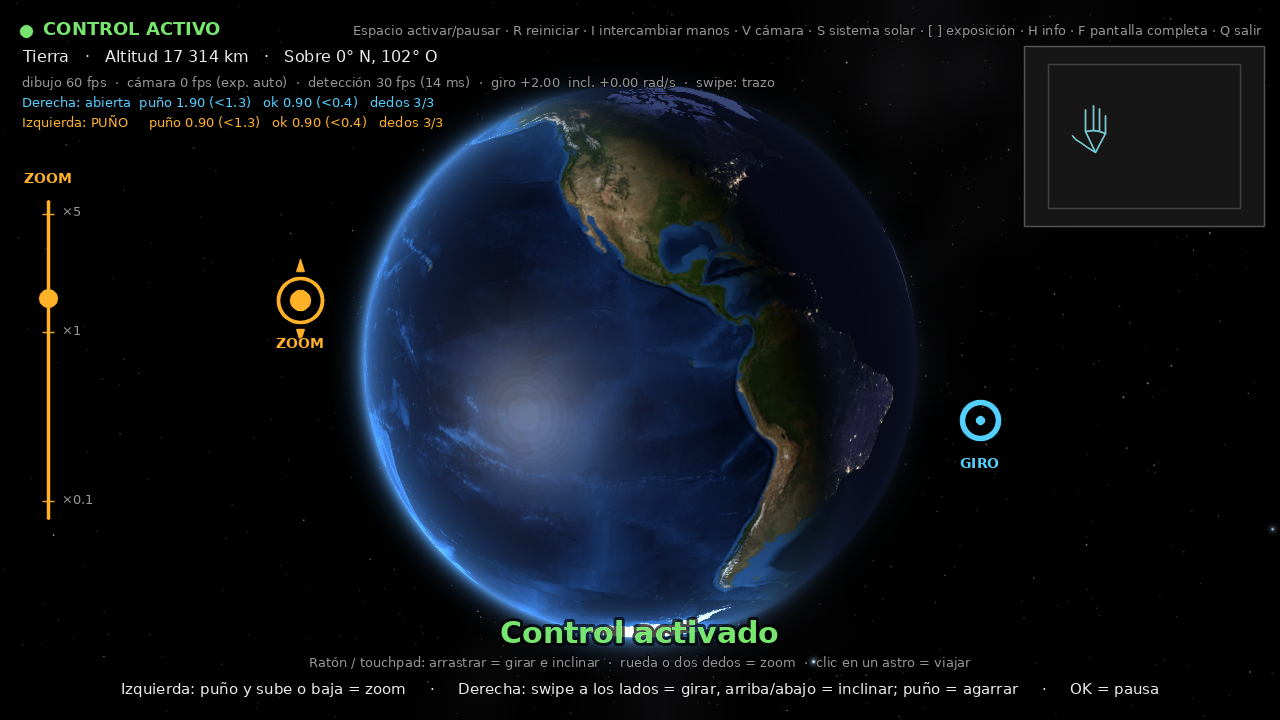 CONTROL ACTIVO
Espacio activar/pausar · R reiniciar · I intercambiar manos · V cámara · S sistema solar · [ ] exposición · H info · F pantalla completa · Q salir
Tierra · Altitud 17 314 km · Sobre 0° N, 102° O
dibujo 60 fps · cámara 0 fps (exp. auto) · detección 30 fps (14 ms) · giro +2.00 incl. +0.00 rad/s · swipe: trazo
Derecha: abierta puño 1.90 (<1.3) ok 0.90 (<0.4) dedos 3/3
Izquierda: PUÑO puño 0.90 (<1.3) ok 0.90 (<0.4) dedos 3/3
ZOOM
×5
×1
×0.1
ZOOM
GIRO
Control activado
Ratón / touchpad: arrastrar = girar e inclinar · rueda o dos dedos = zoom · clic en un astro = viajar
Izquierda: puño y sube o baja = zoom · Derecha: swipe a los lados = girar, arriba/abajo = inclinar; puño = agarrar · OK = pausa